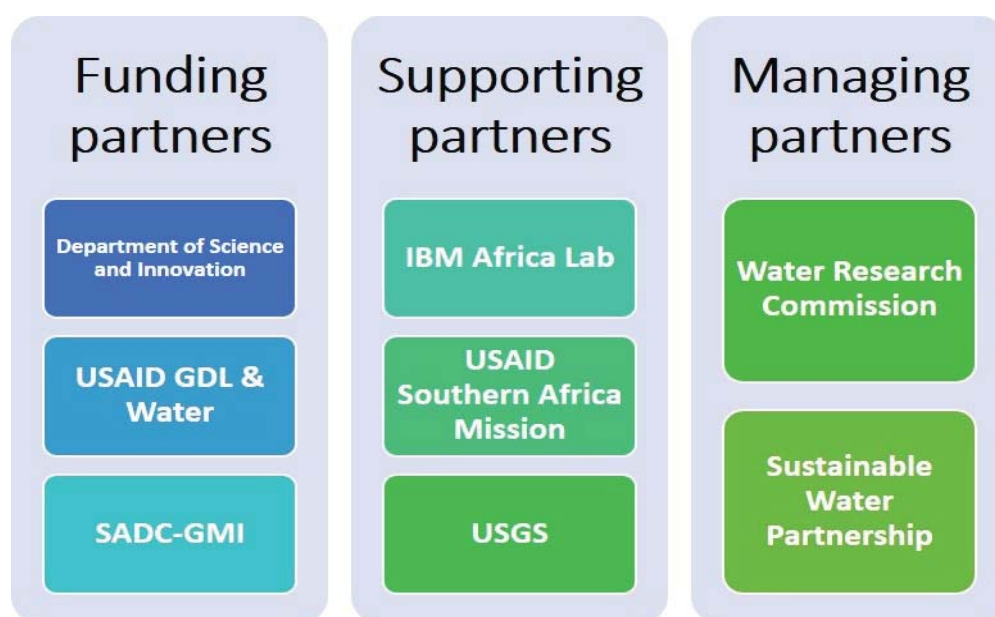 Funding
partners
Department of Science
and Innovation
USAID GDL &
Water
SADC-GMI
Supporting
partners
IBM Africa Lab
USAID
Southern Africa
Mission
USGS
Managing
partners
Water Research
Commission
Sustainable
Water
Partnership